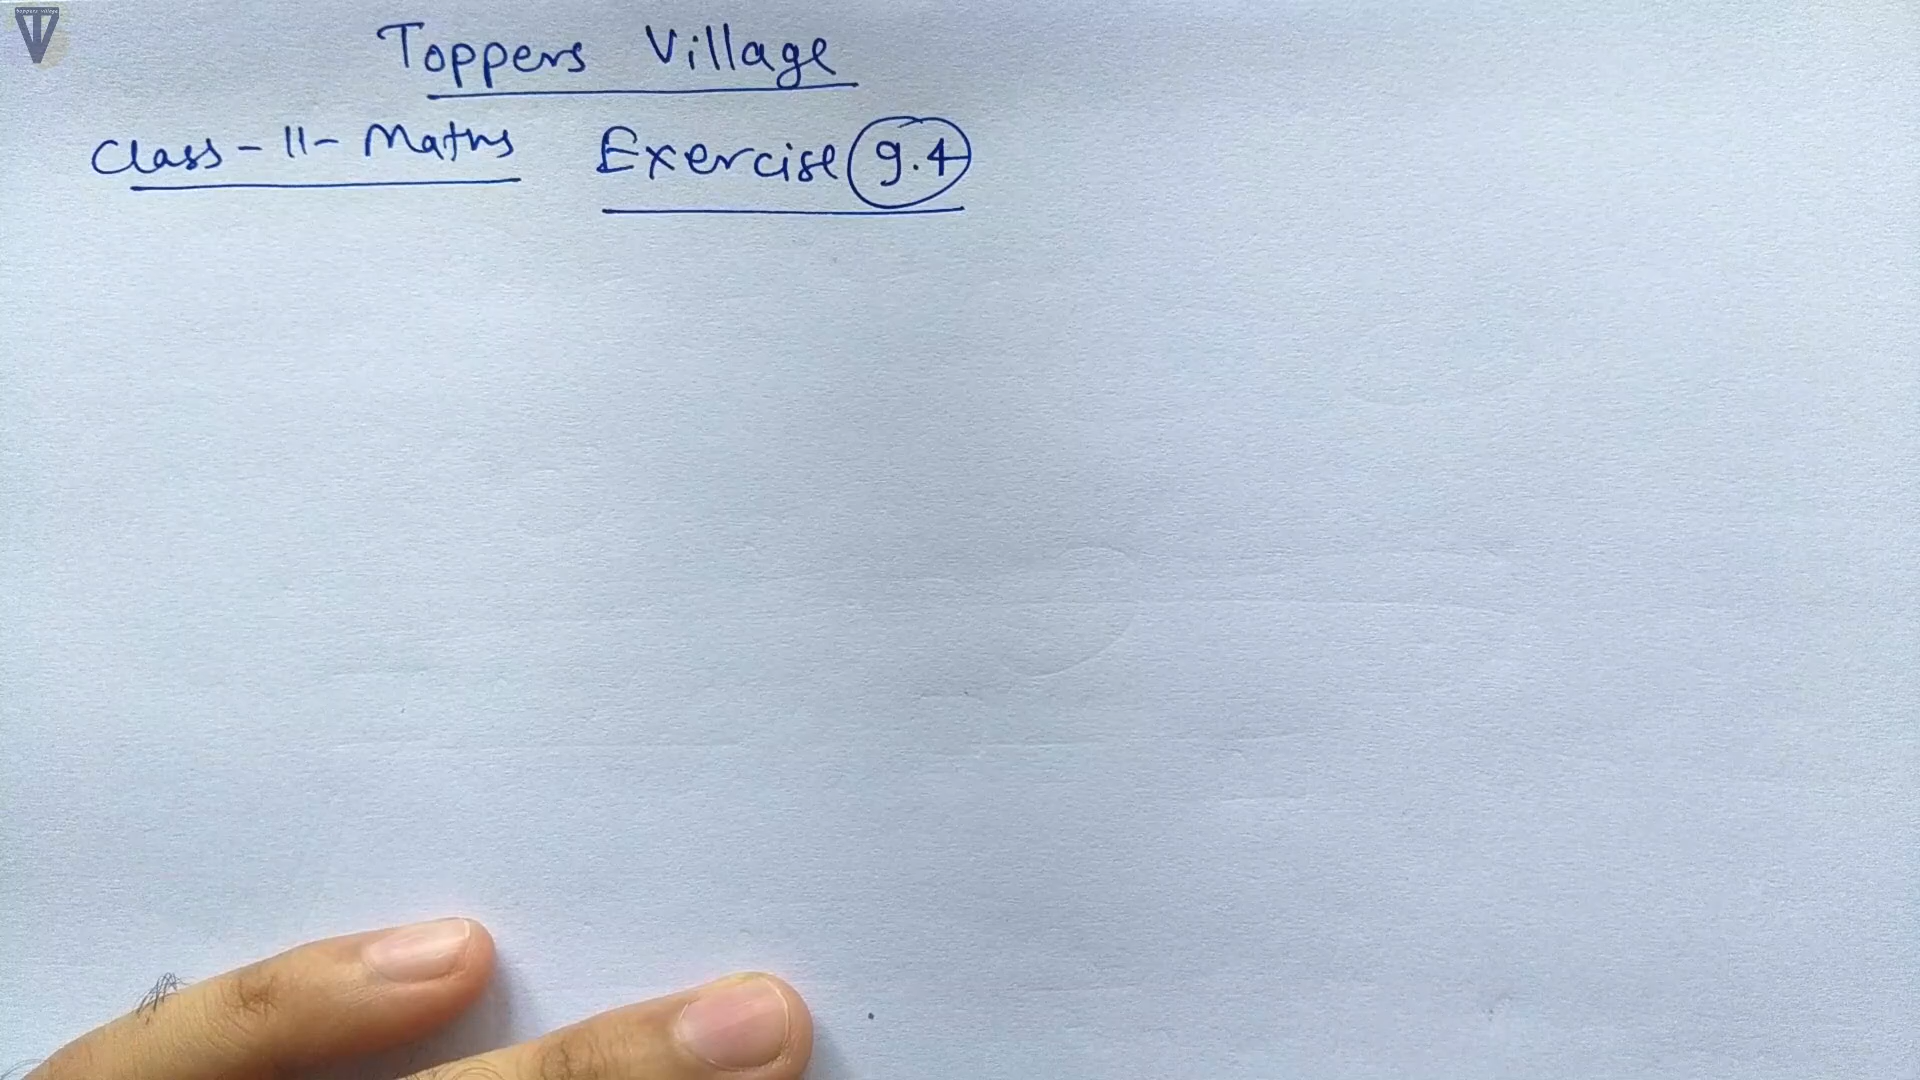 Toppers Village
Class - 11 - Maths Exercise 9.4